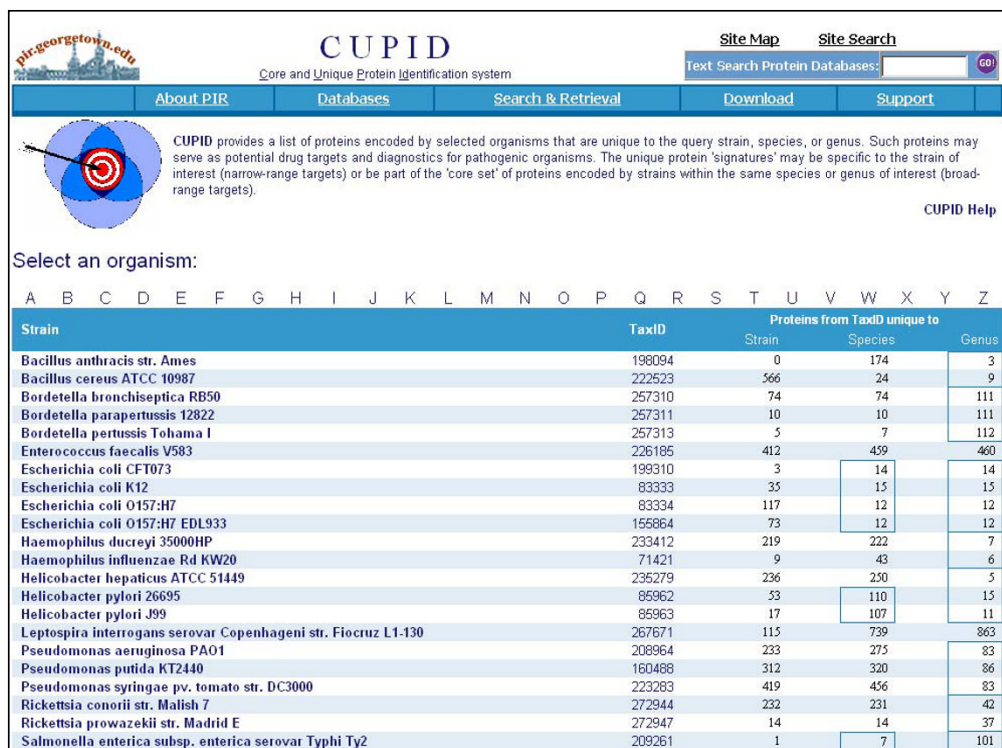 pir.georgetown.edu
CUPID
Core and Unique Protein Identification system
Site Map Site Search
Text Search Protein Databases: GO!
About PIR Databases Search & Retrieval Download Support
CUPID provides a list of proteins encoded by selected organisms that are unique to the query strain, species, or genus. Such proteins may
serve as potential drug targets and diagnostics for pathogenic organisms. The unique protein 'signatures' may be specific to the strain of
interest (narrow-range targets) or be part of the 'core set' of proteins encoded by strains within the same species or genus of interest (broad-
range targets).
CUPID Help
Select an organism:
A B C D E F G H I J K L M N O P Q R S T U V W X Y Z
Strain TaxID Proteins from TaxID unique to
Strain Species Genus
Bacillus anthracis str. Ames 198094 0 174 3
Bacillus cereus ATCC 10987 222523 566 24 9
Bordetella bronchiseptica RB50 257310 74 74 111
Bordetella parapertussis 12822 257311 10 10 111
Bordetella pertussis Tohama I 257313 5 7 112
Enterococcus faecalis V583 226185 412 459 460
Escherichia coli CFT073 199310 3 14 14
Escherichia coli K12 83333 35 15 15
Escherichia coli O157:H7 83334 117 12 12
Escherichia coli O157:H7 EDL933 155864 73 12 12
Haemophilus ducreyi 35000HP 233412 219 222 7
Haemophilus influenzae Rd KW20 71421 9 43 6
Helicobacter hepaticus ATCC 51449 235279 236 250 5
Helicobacter pylori 26695 85962 53 110 15
Helicobacter pylori J99 85963 17 107 11
Leptospira interrogans serovar Copenhageni str. Fiocruz L1-130 267671 115 739 863
Pseudomonas aeruginosa PAO1 208964 233 275 83
Pseudomonas putida KT2440 160488 312 320 86
Pseudomonas syringae pv. tomato str. DC3000 223283 419 456 83
Rickettsia conorii str. Malish 7 272944 232 231 42
Rickettsia prowazekii str. Madrid E 272947 14 14 37
Salmonella enterica subsp. enterica serovar Typhi Ty2 209261 1 7 101